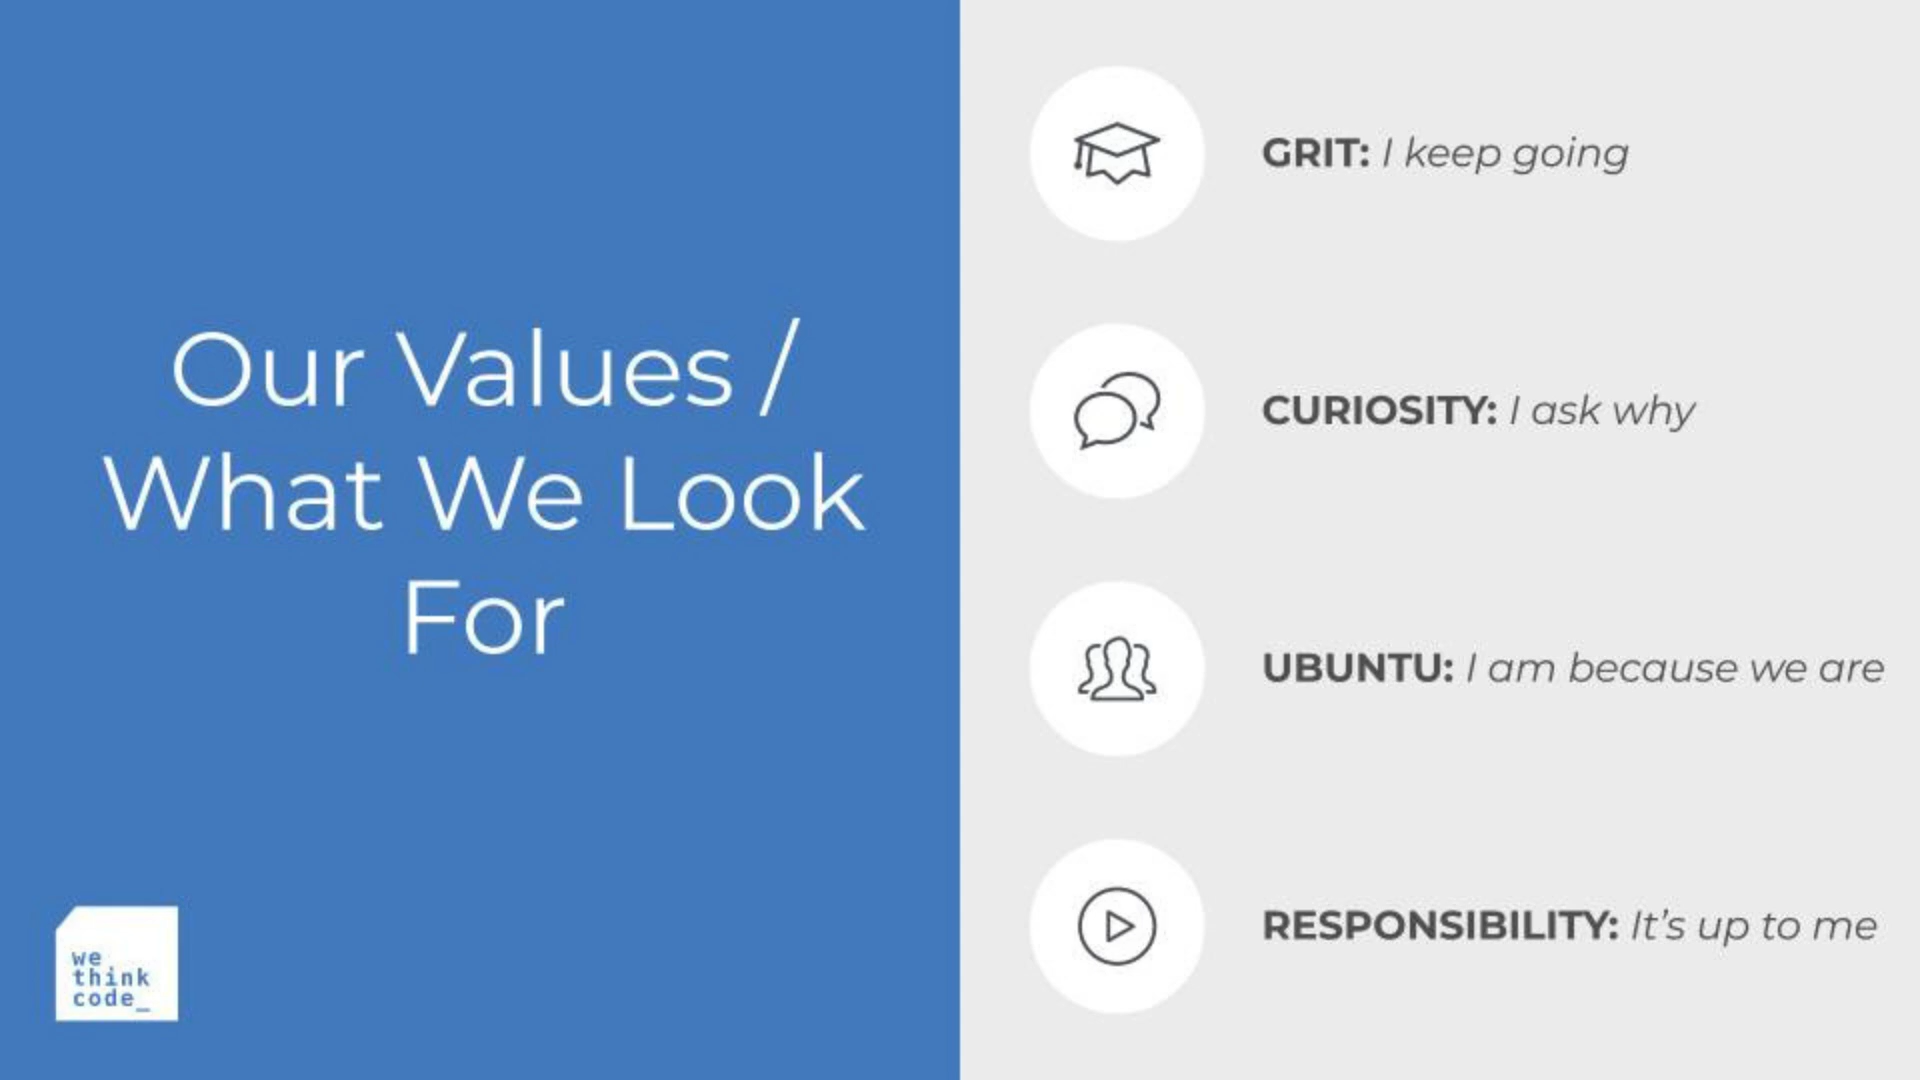 Our Values /
What We Look
For
we
think
code_
GRIT: I keep going
CURIOSITY: I ask why
UBUNTU: I am because we are
RESPONSIBILITY: It’s up to me